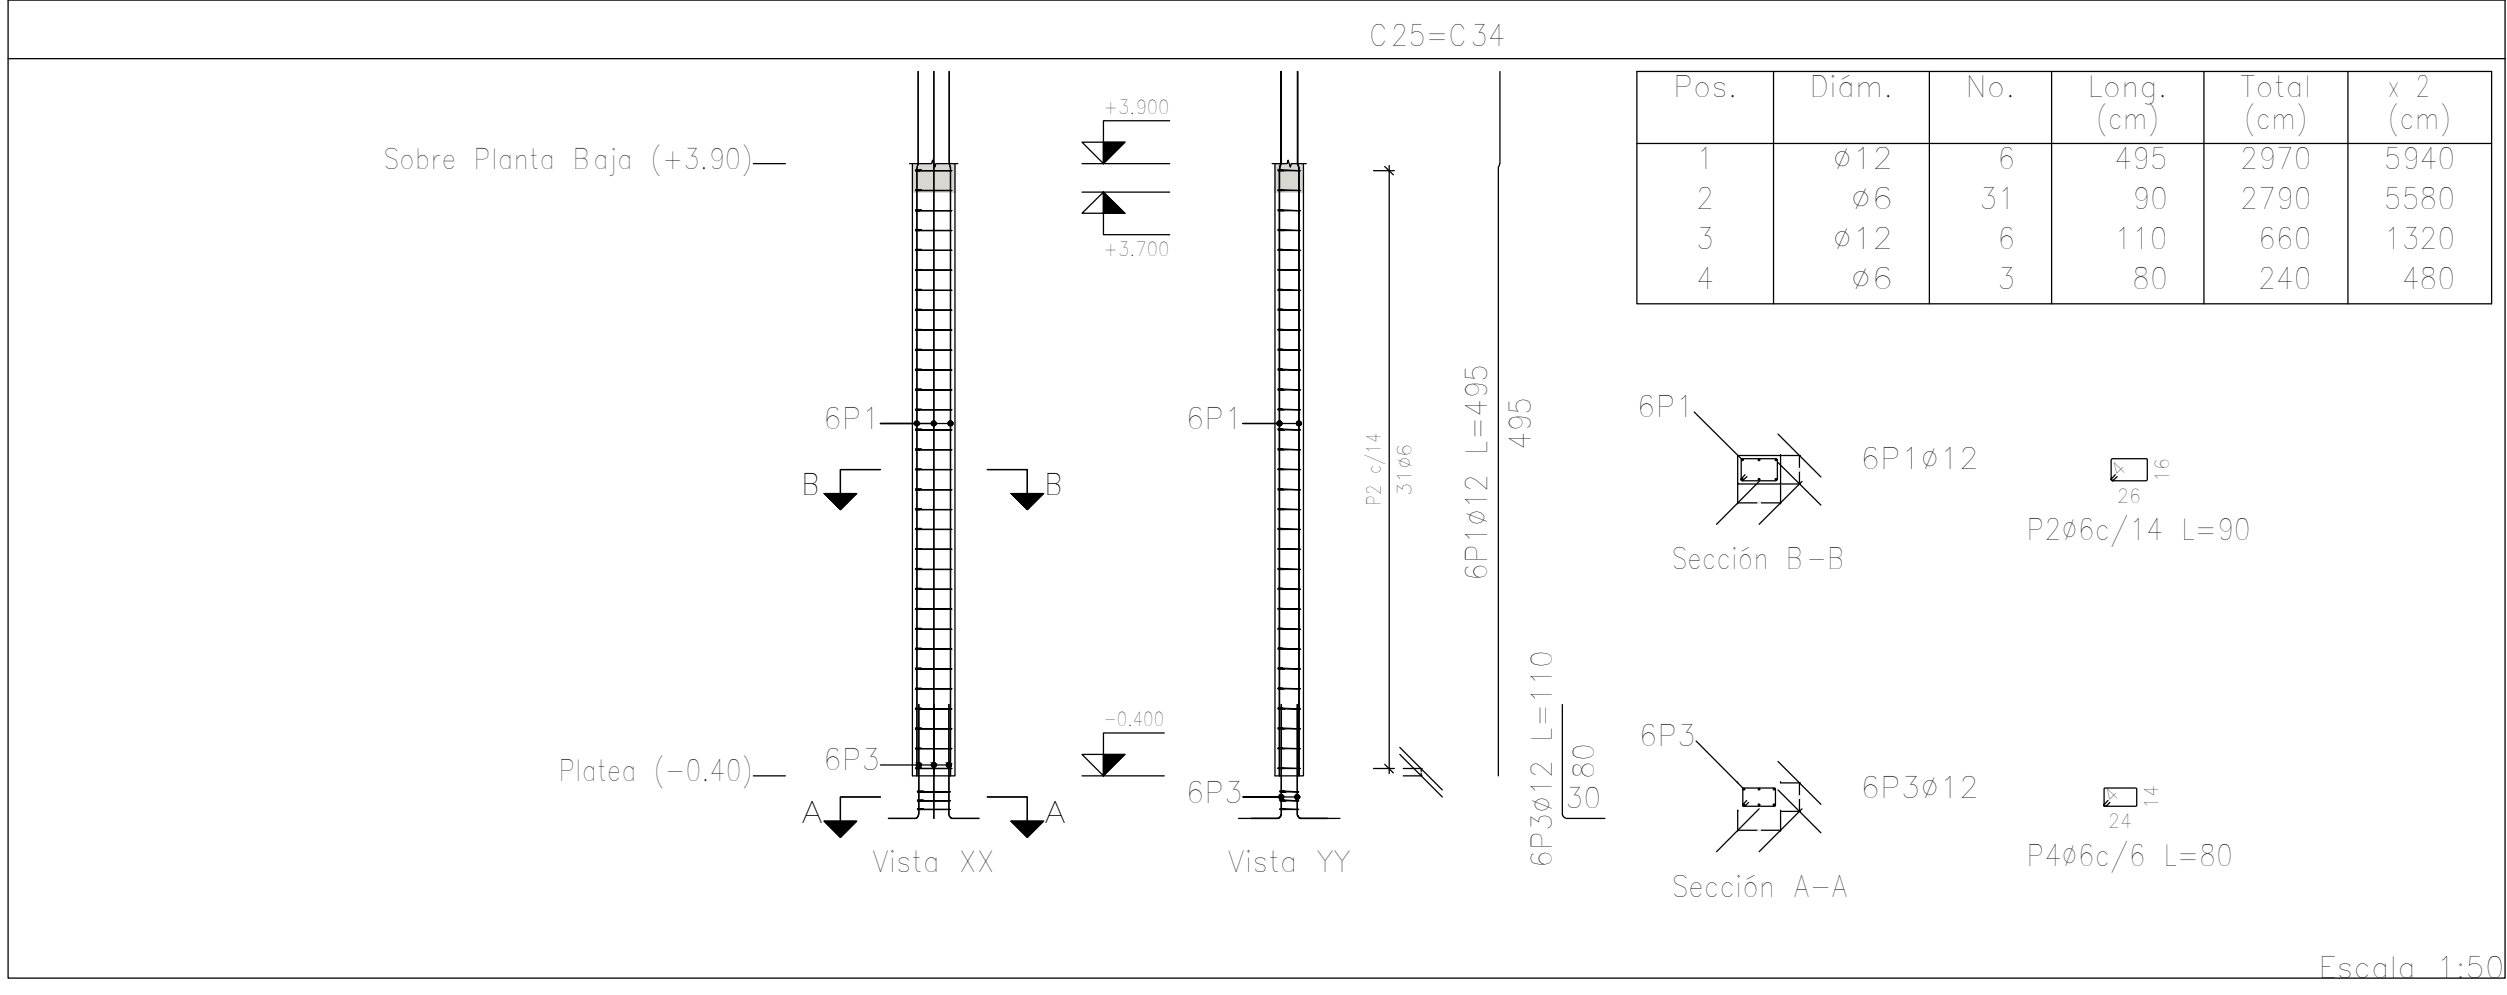 C25=C34
Pos. Diám. No. Long. (cm) Total (cm) x 2 (cm)
1 ø12 6 495 2970 5940
2 ø6 31 90 2790 5580
3 ø12 6 110 660 1320
4 ø6 3 80 240 480
Sobre Planta Baja (+3.90)
+3.900
+3.700
6P1
6P1
B
B
P2 c/14
31ø6
6P1ø12 L=495
495
6P1
6P1ø12
Sección B-B
26
16
P2ø6c/14 L=90
-0.400
Platea (-0.40)
6P3
6P3
A
A
Vista XX
Vista YY
6P3ø12 L=110
80
30
6P3
6P3ø12
Sección A-A
24
14
P4ø6c/6 L=80
Escala 1:50